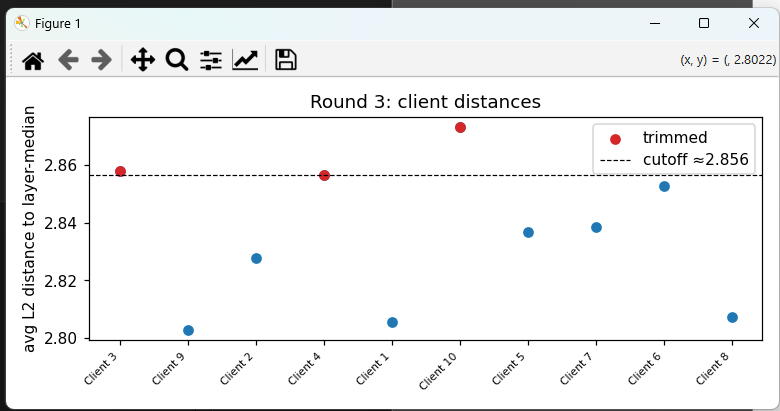 Figure 1
(x, y) = (, 2.8022)
Round 3: client distances
trimmed
cutoff ≈2.856
avg L2 distance to layer-median
2.86
2.84
2.82
2.80
Client 3
Client 9
Client 2
Client 4
Client 1
Client 10
Client 5
Client 7
Client 6
Client 8